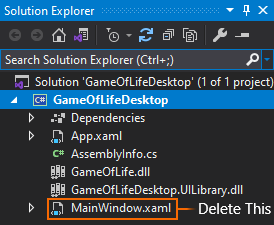 Solution Explorer
Search Solution Explorer (Ctrl+;)
Solution 'GameOfLifeDesktop' (1 of 1 project)
C# GameOfLifeDesktop
Dependencies
App.xaml
AssemblyInfo.cs
GameOfLife.dll
GameOfLifeDesktop.UILibrary.dll
MainWindow.xaml Delete This